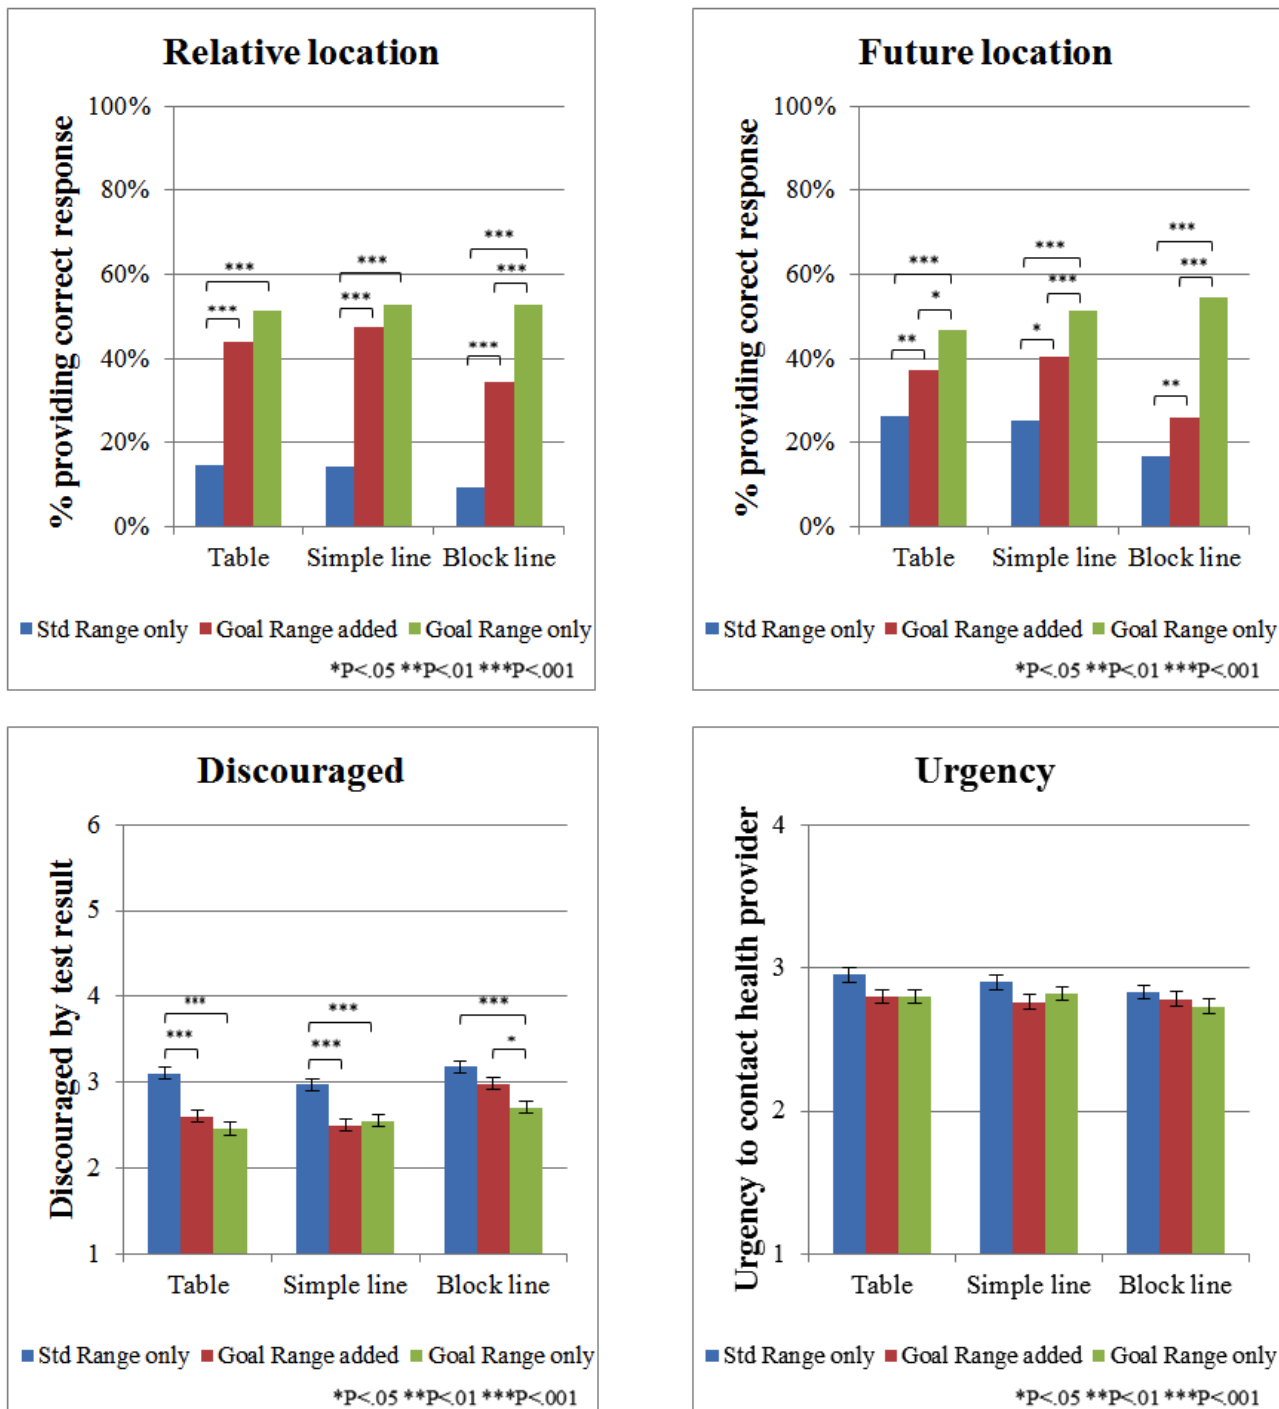 Relative location
% providing correct response
100%
80%
60%
40%
20%
0%
***
***
***
***
***
***
***
Table Simple line Block line
Std Range only Goal Range added Goal Range only
*P<.05 **P<.01 ***P<.001
Future location
% providing corect response
100%
80%
60%
40%
20%
0%
***
*
**
***
***
*
***
***
**
Table Simple line Block line
Std Range only Goal Range added Goal Range only
*P<.05 **P<.01 ***P<.001
Discouraged
Discouraged by test result
6
5
4
3
2
1
***
***
***
***
***
*
Table Simple line Block line
Std Range only Goal Range added Goal Range only
*P<.05 **P<.01 ***P<.001
Urgency
Urgency to contact health provider
4
3
2
1
Table Simple line Block line
Std Range only Goal Range added Goal Range only
*P<.05 **P<.01 ***P<.001